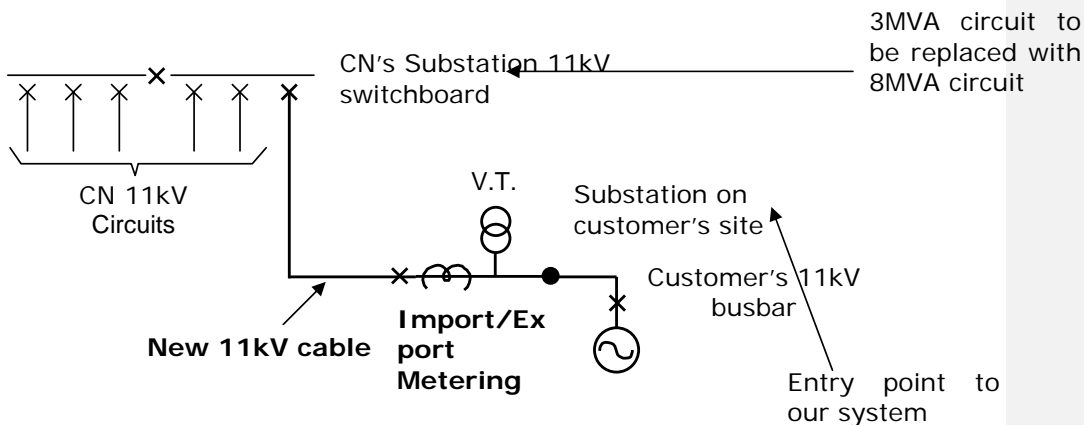 3MVA circuit to
be replaced with
8MVA circuit
CN's Substation 11kV
switchboard
CN 11kV
Circuits
V.T.
Substation on
customer's site
Customer's 11kV
busbar
New 11kV cable
Import/Ex
port
Metering
Entry point to
our system